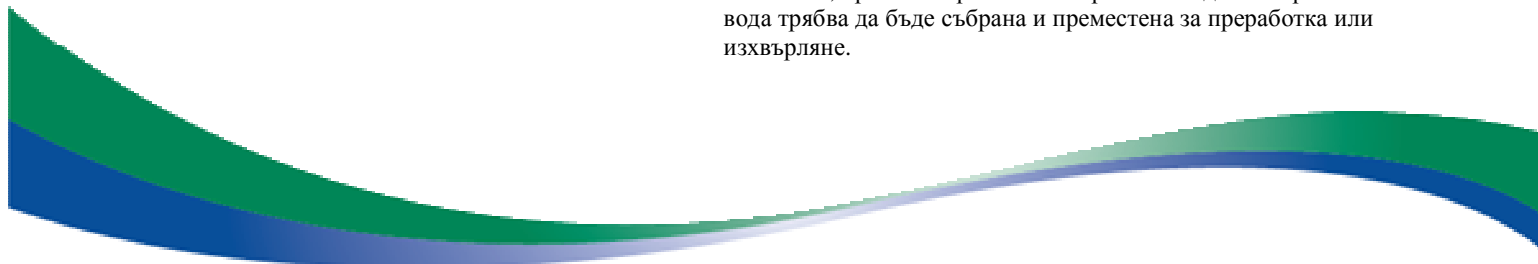 вода трябва да бъде събрана и преместена за преработка или
изхвърляне.